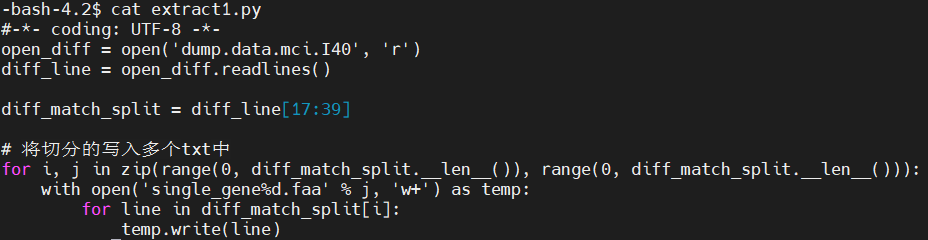 -bash-4.2$ cat extract1.py
#-*- coding: UTF-8 -*-
open_diff = open('dump.data.mci.I40', 'r')
diff_line = open_diff.readlines()
diff_match_split = diff_line[17:39]
# 将切分的写入多个txt中
for i, j in zip(range(0, diff_match_split.__len__()), range(0, diff_match_split.__len__())):
    with open('single_gene%d.faa' % j, 'w+') as temp:
        for line in diff_match_split[i]:
            temp.write(line)